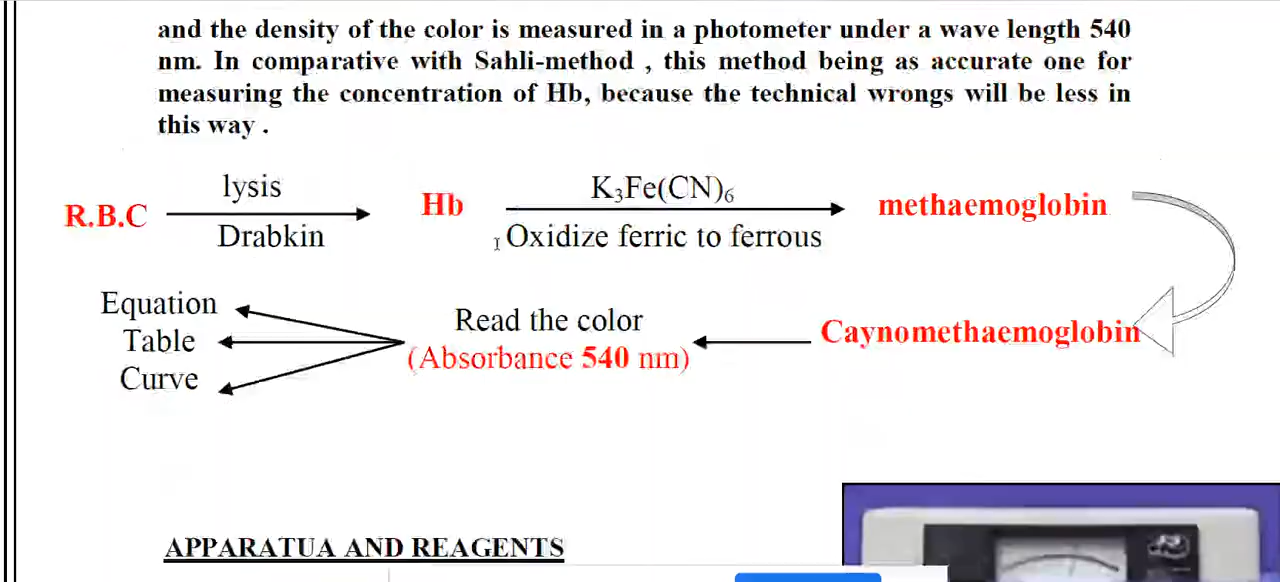 and the density of the color is measured in a photometer under a wave length 540
nm. In comparative with Sahli-method , this method being as accurate one for
measuring the concentration of Hb, because the technical wrongs will be less in
this way .
lysis
K₃Fe(CN)₆
R.B.C
Hb
methaemoglobin
Drabkin
Oxidize ferric to ferrous
Equation
Table
Curve
Read the color
(Absorbance 540 nm)
Caynomethaemoglobin
APPARATUA AND REAGENTS